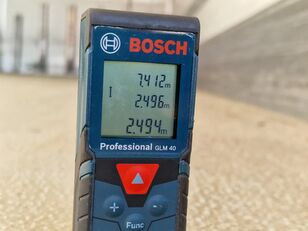 BOSCH
7.412m
2.496m
2.494m
Professional GLM 40
+
-
Func